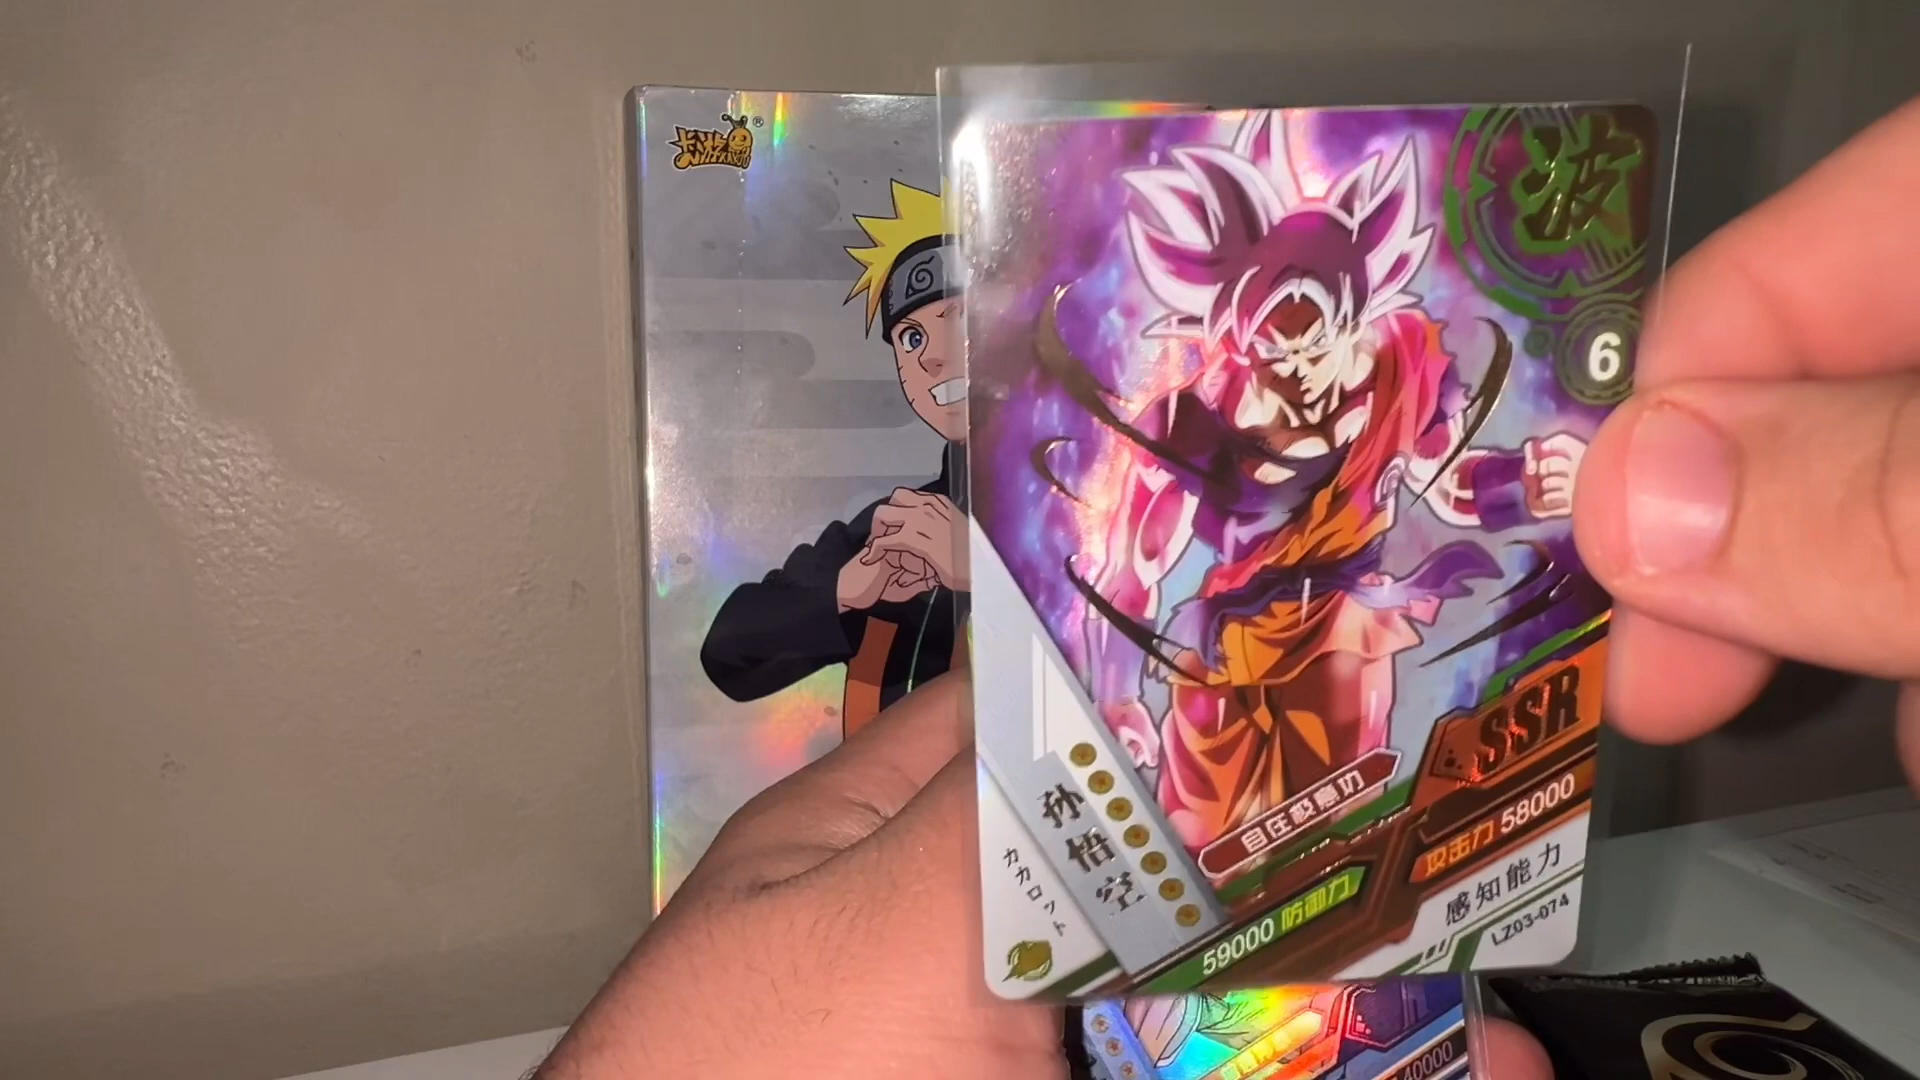 卡游
®
波
6
SSR
自在极意功
攻击力 58000
孙悟空
カカロット
59000 防御力
感知能力
LZ03-074
40000